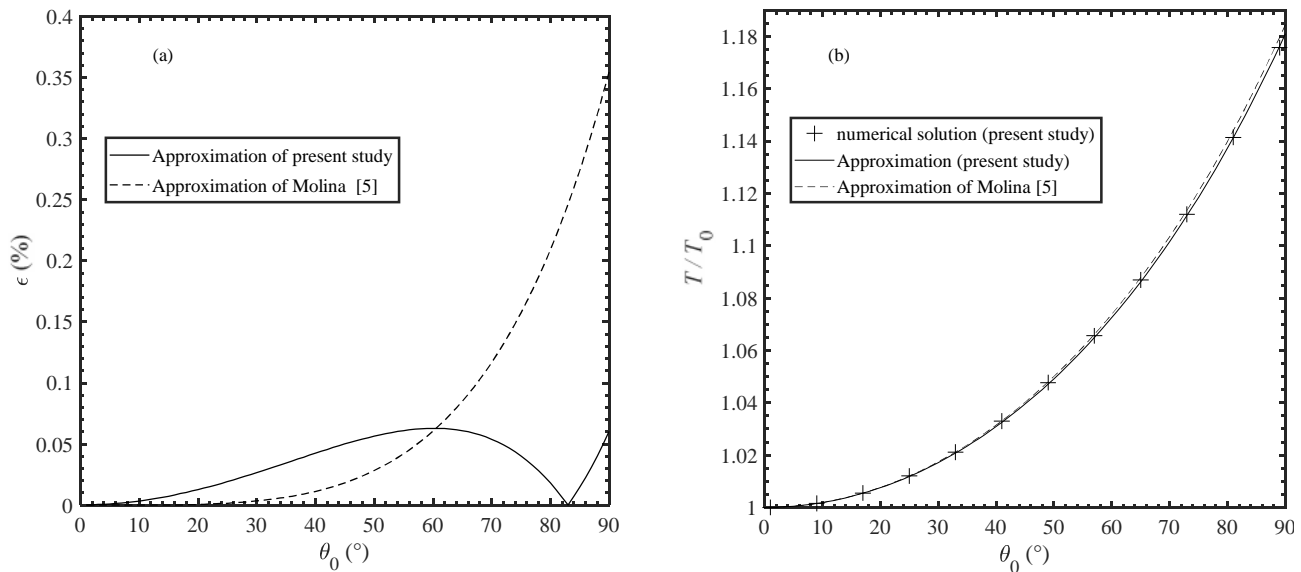 (a)
0.4
0.35
0.3
0.25
0.2
0.15
0.1
0.05
0
ϵ (%)
Approximation of present study
Approximation of Molina [5]
0 10 20 30 40 50 60 70 80 90
θ0 (°)
(b)
1.18
1.16
1.14
1.12
1.1
1.08
1.06
1.04
1.02
1
T / T0
numerical solution (present study)
Approximation (present study)
Approximation of Molina [5]
0 10 20 30 40 50 60 70 80 90
θ0 (°)